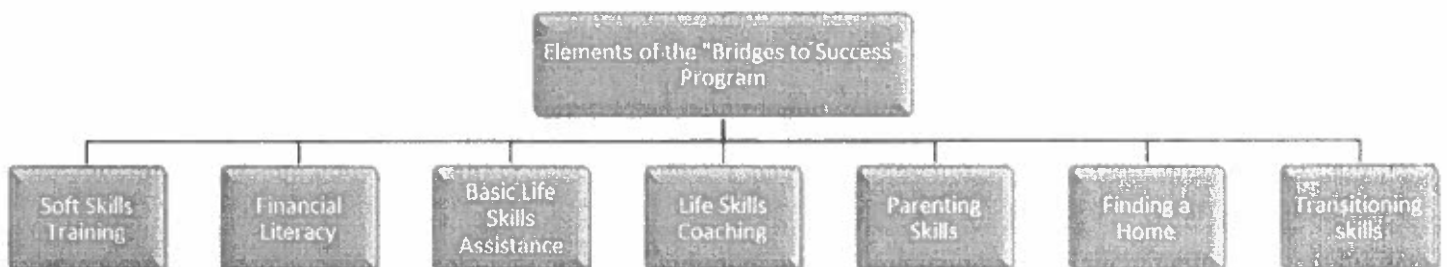 Elements of the "Bridges to Success"
Program
Soft Skills
Training
Financial
Literacy
Basic Life
Skills
Assistance
Life Skills
Coaching
Parenting
Skills
Finding a
Home
Transitioning
skills